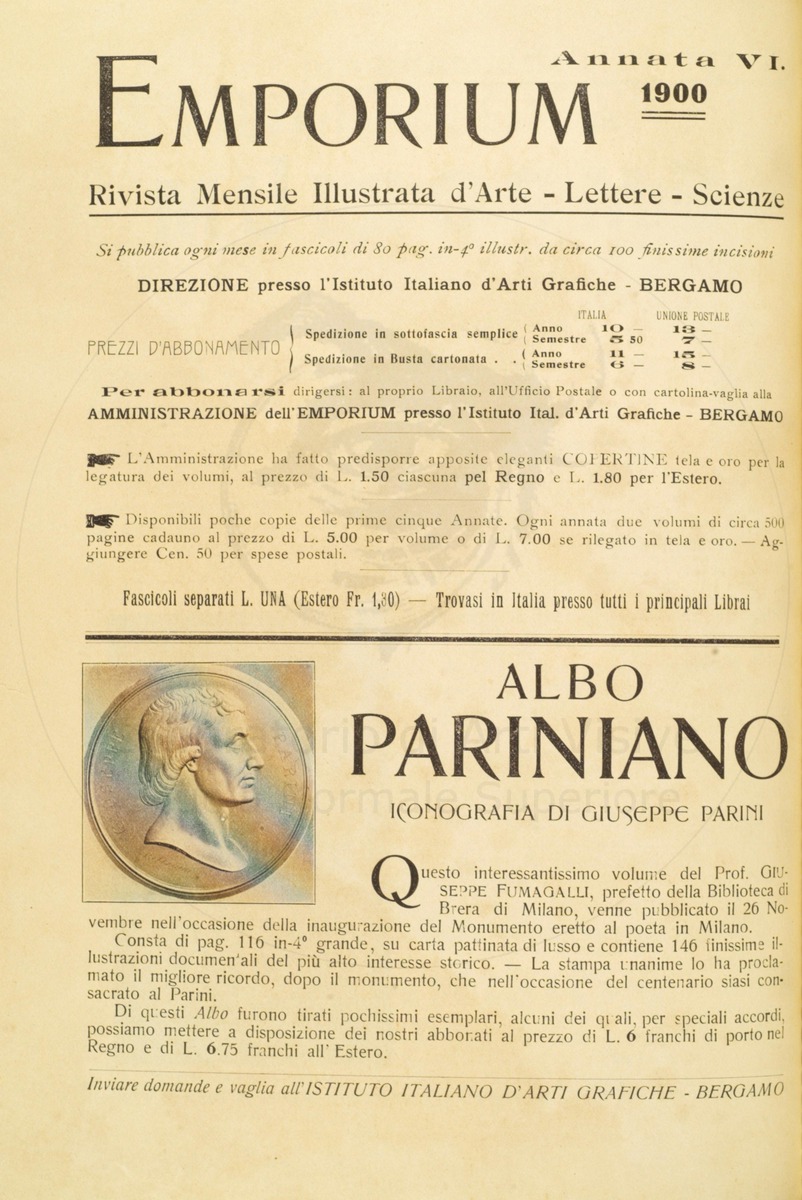 Annata VI.
EMPORIUM 1900
Rivista Mensile Illustrata d'Arte - Lettere - Scienze
Si pubblica ogni mese in fascicoli di 80 pag. in-4º illustr. da circa 100 finissime incisioni
DIREZIONE presso l'Istituto Italiano d'Arti Grafiche - BERGAMO
ITALIA UNIONE POSTALE
PREZZI D'ABBONAMENTO
Spedizione in sottofascia semplice { Anno 10 — 13 —
Semestre 5 50 7 —
Spedizione in Busta cartonata . . { Anno 11 — 15 —
Semestre 6 — 8 —
Per abbonarsi dirigersi: al proprio Libraio, all'Ufficio Postale o con cartolina-vaglia alla
AMMINISTRAZIONE dell'EMPORIUM presso l'Istituto Ital. d'Arti Grafiche - BERGAMO
L'Amministrazione ha fatto predisporre apposite eleganti COPERTINE tela e oro per la
legatura dei volumi, al prezzo di L. 1.50 ciascuna pel Regno e L. 1.80 per l'Estero.
Disponibili poche copie delle prime cinque Annate. Ogni annata due volumi di circa 500
pagine cadauno al prezzo di L. 5.00 per volume o di L. 7.00 se rilegato in tela e oro. — Ag-
giungere Cen. 50 per spese postali.
Fascicoli separati L. UNA (Estero Fr. 1,30) — Trovasi in Italia presso tutti i principali Librai
ALBO
PARINIANO
ICONOGRAFIA DI GIUSEPPE PARINI
Questo interessantissimo volume del Prof. GIU-
SEPPE FUMAGALLI, prefetto della Biblioteca di
Brera di Milano, venne pubblicato il 26 No-
vembre nell'occasione della inaugurazione del Monumento eretto al poeta in Milano.
Consta di pag. 116 in-4º grande, su carta pattinata di lusso e contiene 146 finissime il-
lustrazioni documentali del più alto interesse storico. — La stampa unanime lo ha procla-
mato il migliore ricordo, dopo il monumento, che nell'occasione del centenario siasi con-
sacrato al Parini.
Di questi Albo furono tirati pochissimi esemplari, alcuni dei quali, per speciali accordi,
possiamo mettere a disposizione dei nostri abbonati al prezzo di L. 6 franchi di porto nel
Regno e di L. 6.75 franchi all'Estero.
Inviare domande e vaglia all'ISTITUTO ITALIANO D'ARTI GRAFICHE - BERGAMO